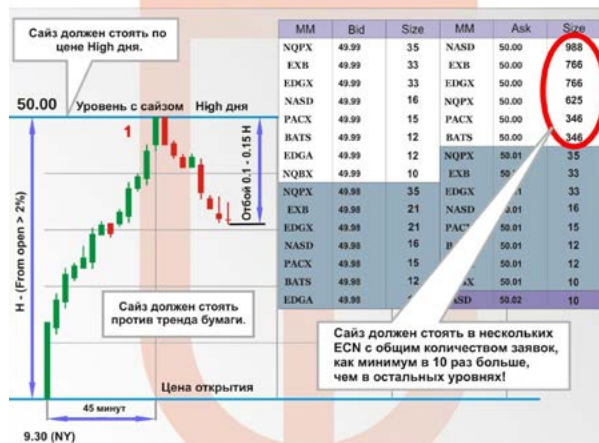 Сайз должен стоять по
цене High дня.
50.00 Уровень с сайзом High дня
1
H - (From open > 2%)
Отбой 0.1 - 0.15 H
Сайз должен стоять
против тренда бумаги.
Цена открытия
45 минут
9.30 (NY)
MM Bid Size MM Ask Size
NQPX 49.99 35 NASD 50.00 988
EXB 49.99 33 EXB 50.00 766
EDGX 49.99 33 EDGX 50.00 766
NASD 49.99 16 NQPX 50.00 625
PACX 49.99 15 PACX 50.00 346
BATS 49.99 12 BATS 50.00 346
EDGA 49.99 12 NQPX 50.01 35
NQBX 49.99 10 EXB 33
NQPX 49.98 35 EDGX 33
EXB 49.98 21 NASD 16
EDGX 49.98 21 50.01 15
NASD 49.98 16 50.01 12
PACX 49.98 15 50.01 12
BATS 49.98 12 50.01 10
EDGA 49.98 50.02 10
Сайз должен стоять в нескольких
ECN с общим количеством заявок,
как минимум в 10 раз больше,
чем в остальных уровнях!